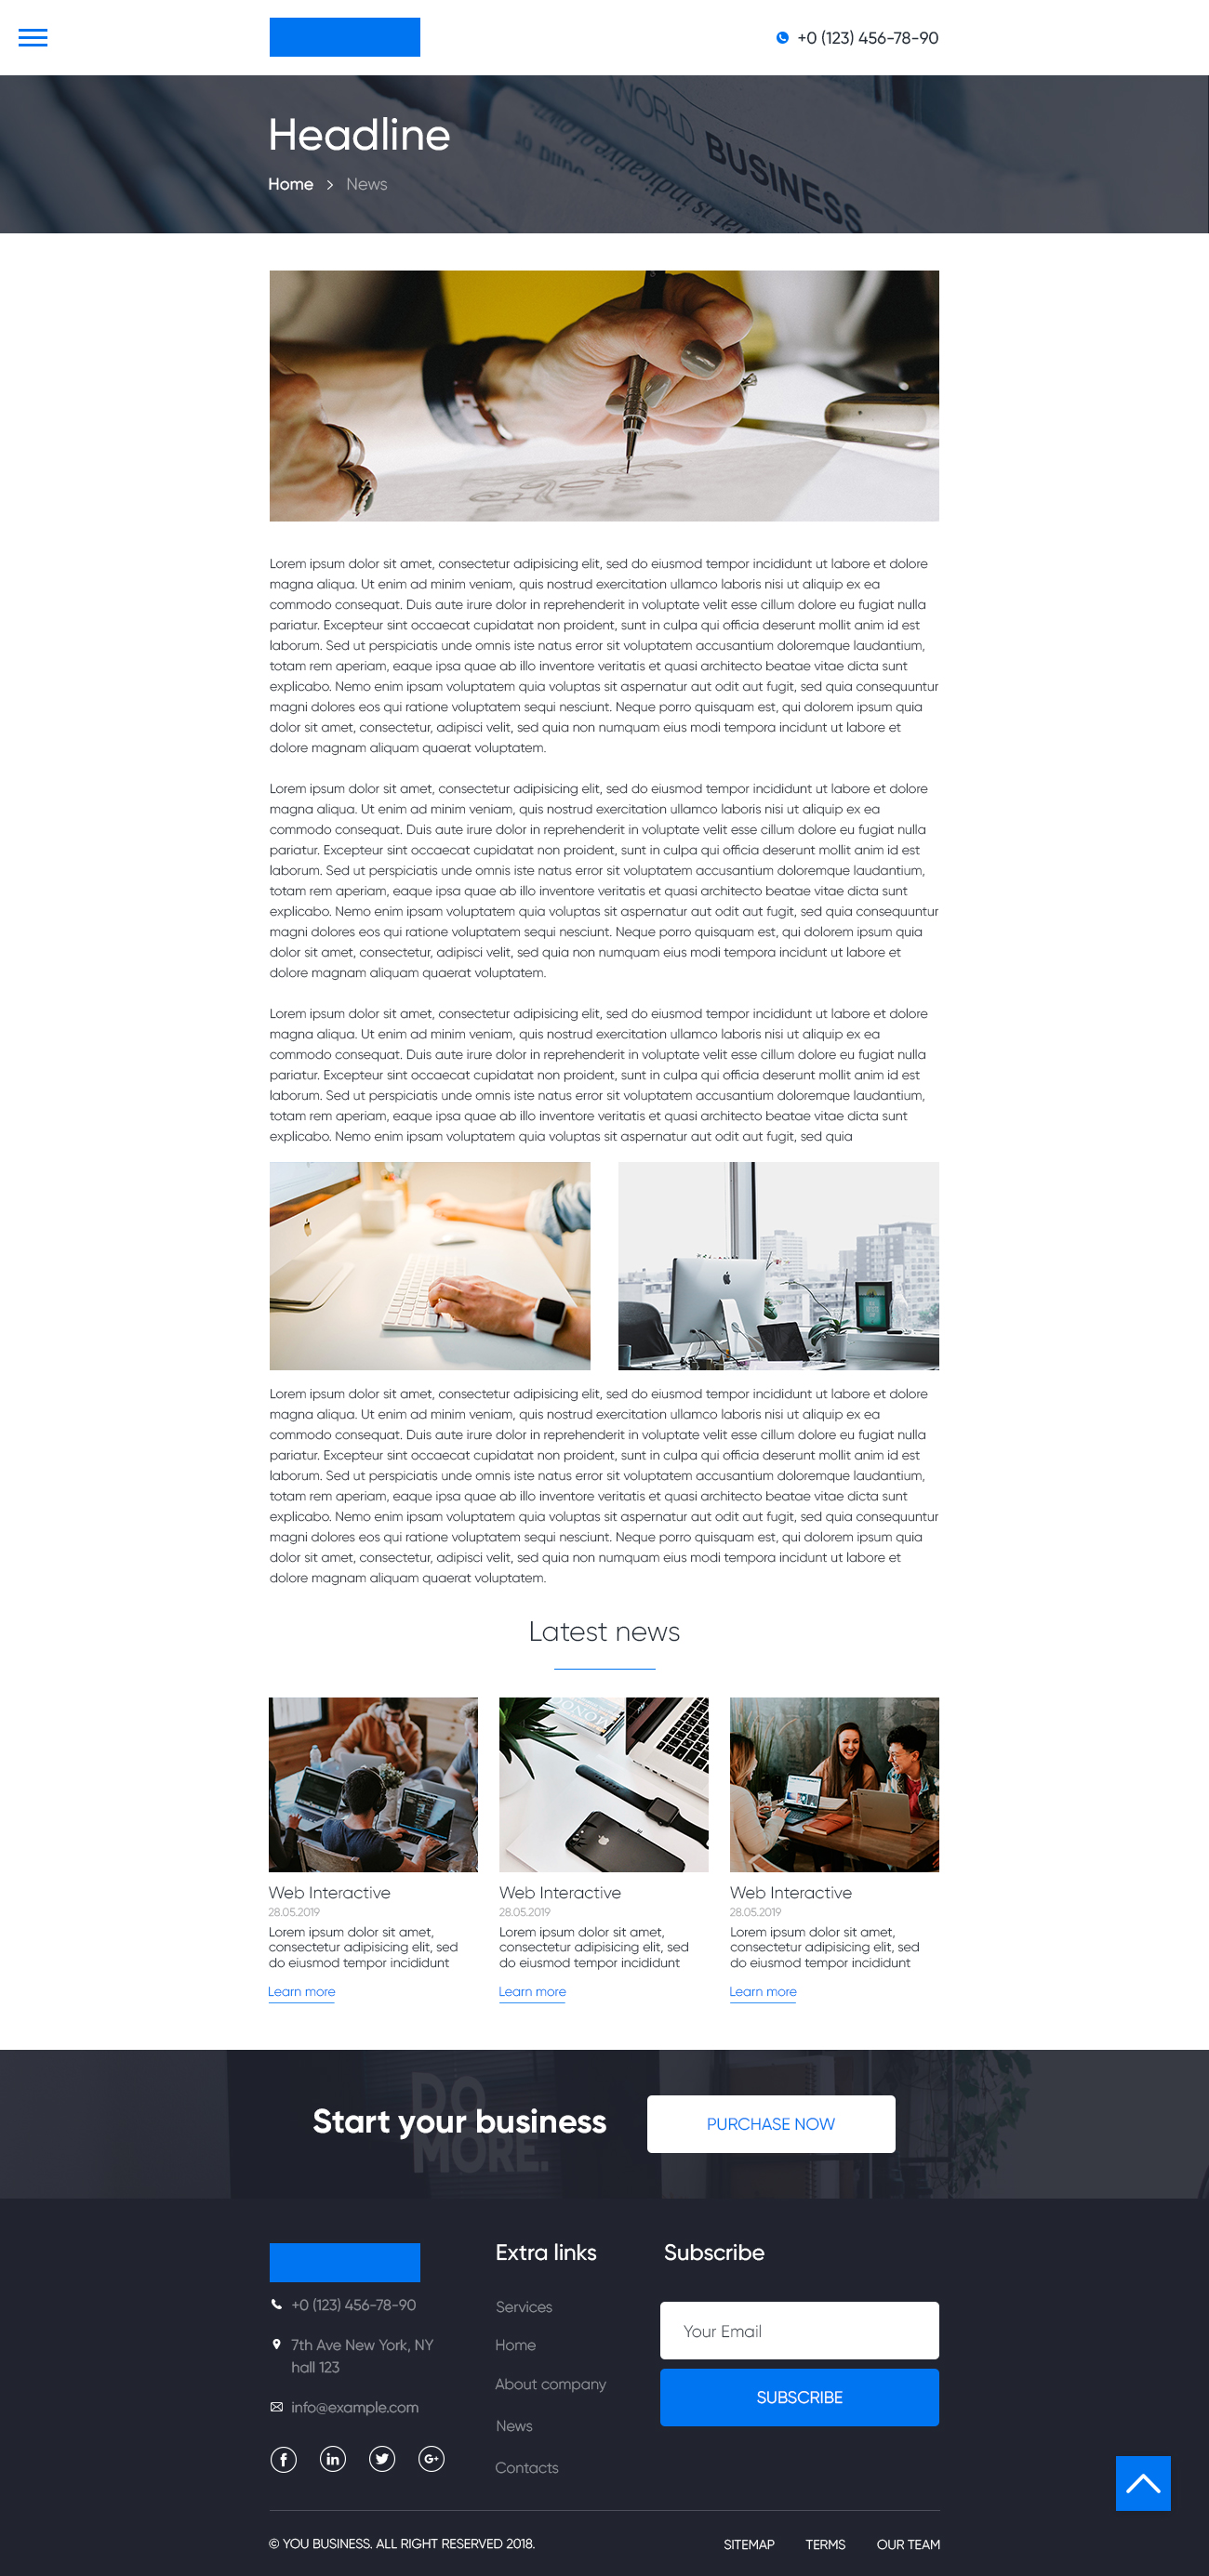 +0 (123) 456-78-90
WORLD BUSINESS
Headline
Home > News
Lorem ipsum dolor sit amet, consectetur adipisicing elit, sed do eiusmod tempor incididunt ut labore et dolore
magna aliqua. Ut enim ad minim veniam, quis nostrud exercitation ullamco laboris nisi ut aliquip ex ea
commodo consequat. Duis aute irure dolor in reprehenderit in voluptate velit esse cillum dolore eu fugiat nulla
pariatur. Excepteur sint occaecat cupidatat non proident, sunt in culpa qui officia deserunt mollit anim id est
laborum. Sed ut perspiciatis unde omnis iste natus error sit voluptatem accusantium doloremque laudantium,
totam rem aperiam, eaque ipsa quae ab illo inventore veritatis et quasi architecto beatae vitae dicta sunt
explicabo. Nemo enim ipsam voluptatem quia voluptas sit aspernatur aut odit aut fugit, sed quia consequuntur
magni dolores eos qui ratione voluptatem sequi nesciunt. Neque porro quisquam est, qui dolorem ipsum quia
dolor sit amet, consectetur, adipisci velit, sed quia non numquam eius modi tempora incidunt ut labore et
dolore magnam aliquam quaerat voluptatem.
Lorem ipsum dolor sit amet, consectetur adipisicing elit, sed do eiusmod tempor incididunt ut labore et dolore
magna aliqua. Ut enim ad minim veniam, quis nostrud exercitation ullamco laboris nisi ut aliquip ex ea
commodo consequat. Duis aute irure dolor in reprehenderit in voluptate velit esse cillum dolore eu fugiat nulla
pariatur. Excepteur sint occaecat cupidatat non proident, sunt in culpa qui officia deserunt mollit anim id est
laborum. Sed ut perspiciatis unde omnis iste natus error sit voluptatem accusantium doloremque laudantium,
totam rem aperiam, eaque ipsa quae ab illo inventore veritatis et quasi architecto beatae vitae dicta sunt
explicabo. Nemo enim ipsam voluptatem quia voluptas sit aspernatur aut odit aut fugit, sed quia consequuntur
magni dolores eos qui ratione voluptatem sequi nesciunt. Neque porro quisquam est, qui dolorem ipsum quia
dolor sit amet, consectetur, adipisci velit, sed quia non numquam eius modi tempora incidunt ut labore et
dolore magnam aliquam quaerat voluptatem.
Lorem ipsum dolor sit amet, consectetur adipisicing elit, sed do eiusmod tempor incididunt ut labore et dolore
magna aliqua. Ut enim ad minim veniam, quis nostrud exercitation ullamco laboris nisi ut aliquip ex ea
commodo consequat. Duis aute irure dolor in reprehenderit in voluptate velit esse cillum dolore eu fugiat nulla
pariatur. Excepteur sint occaecat cupidatat non proident, sunt in culpa qui officia deserunt mollit anim id est
laborum. Sed ut perspiciatis unde omnis iste natus error sit voluptatem accusantium doloremque laudantium,
totam rem aperiam, eaque ipsa quae ab illo inventore veritatis et quasi architecto beatae vitae dicta sunt
explicabo. Nemo enim ipsam voluptatem quia voluptas sit aspernatur aut odit aut fugit, sed quia
Lorem ipsum dolor sit amet, consectetur adipisicing elit, sed do eiusmod tempor incididunt ut labore et dolore
magna aliqua. Ut enim ad minim veniam, quis nostrud exercitation ullamco laboris nisi ut aliquip ex ea
commodo consequat. Duis aute irure dolor in reprehenderit in voluptate velit esse cillum dolore eu fugiat nulla
pariatur. Excepteur sint occaecat cupidatat non proident, sunt in culpa qui officia deserunt mollit anim id est
laborum. Sed ut perspiciatis unde omnis iste natus error sit voluptatem accusantium doloremque laudantium,
totam rem aperiam, eaque ipsa quae ab illo inventore veritatis et quasi architecto beatae vitae dicta sunt
explicabo. Nemo enim ipsam voluptatem quia voluptas sit aspernatur aut odit aut fugit, sed quia consequuntur
magni dolores eos qui ratione voluptatem sequi nesciunt. Neque porro quisquam est, qui dolorem ipsum quia
dolor sit amet, consectetur, adipisci velit, sed quia non numquam eius modi tempora incidunt ut labore et
dolore magnam aliquam quaerat voluptatem.
Latest news
Web Interactive
28.05.2019
Lorem ipsum dolor sit amet,
consectetur adipisicing elit, sed
do eiusmod tempor incididunt
Learn more
Web Interactive
28.05.2019
Lorem ipsum dolor sit amet,
consectetur adipisicing elit, sed
do eiusmod tempor incididunt
Learn more
Web Interactive
28.05.2019
Lorem ipsum dolor sit amet,
consectetur adipisicing elit, sed
do eiusmod tempor incididunt
Learn more
DO
MORE.
Start your business
PURCHASE NOW
+0 (123) 456-78-90
7th Ave New York, NY
hall 123
info@example.com
Extra links
Services
Home
About company
News
Contacts
Subscribe
Your Email
SUBSCRIBE
© YOU BUSINESS. ALL RIGHT RESERVED 2018.
SITEMAP TERMS OUR TEAM